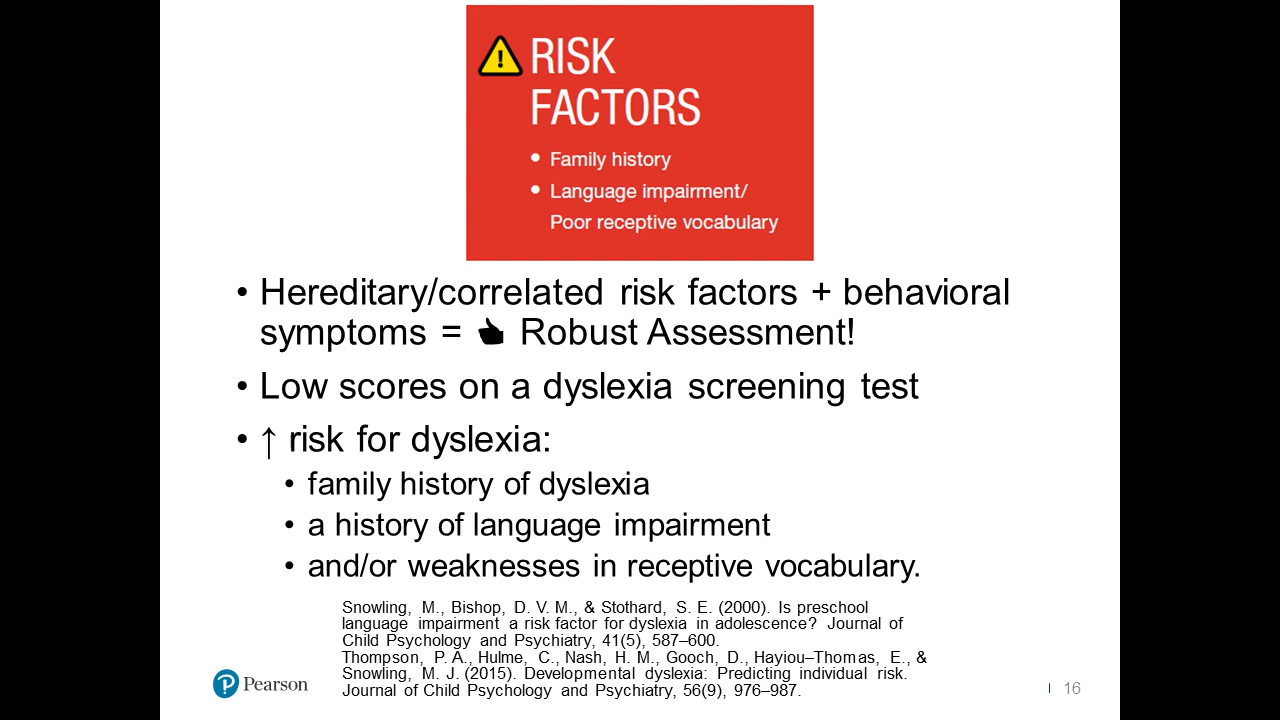 RISK
FACTORS
• Family history
• Language impairment/
Poor receptive vocabulary
• Hereditary/correlated risk factors + behavioral
symptoms = 👍 Robust Assessment!
• Low scores on a dyslexia screening test
• ↑ risk for dyslexia:
• family history of dyslexia
• a history of language impairment
• and/or weaknesses in receptive vocabulary.
Snowling, M., Bishop, D. V. M., & Stothard, S. E. (2000). Is preschool
language impairment a risk factor for dyslexia in adolescence? Journal of
Child Psychology and Psychiatry, 41(5), 587–600.
Thompson, P. A., Hulme, C., Nash, H. M., Gooch, D., Hayiou–Thomas, E., &
Snowling, M. J. (2015). Developmental dyslexia: Predicting individual risk.
Journal of Child Psychology and Psychiatry, 56(9), 976–987.
Pearson
16